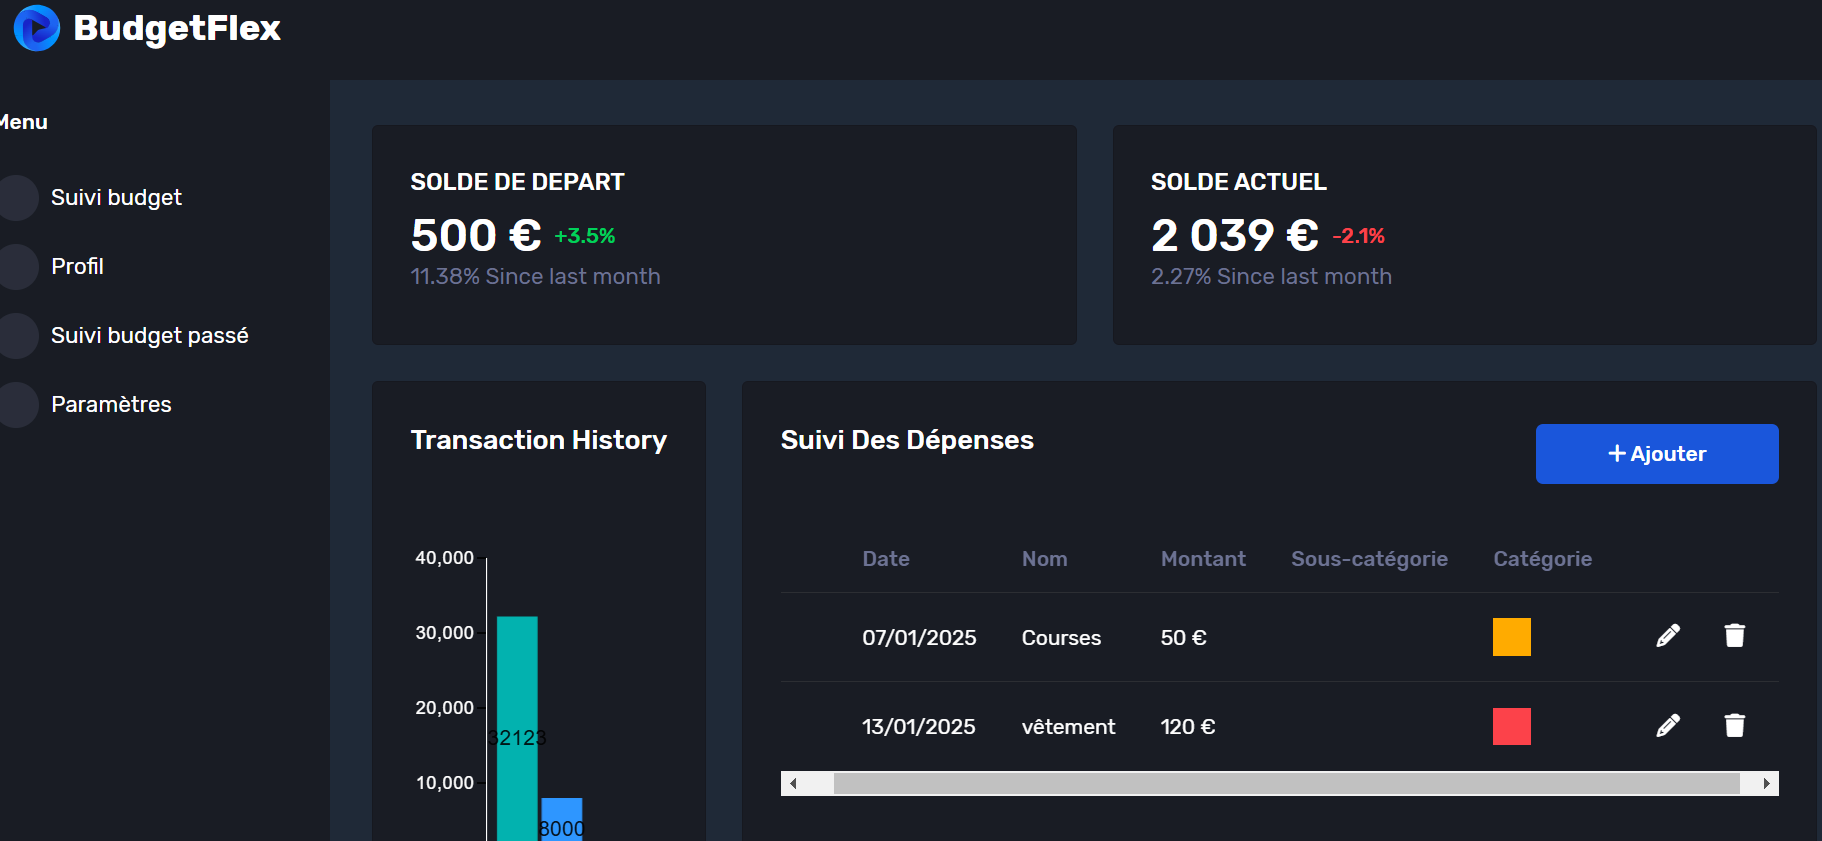 BudgetFlex
Menu
Suivi budget
Profil
Suivi budget passé
Paramètres
SOLDE DE DEPART
500 € +3.5%
11.38% Since last month
SOLDE ACTUEL
2 039 € -2.1%
2.27% Since last month
Transaction History
40,000
30,000
20,000
10,000
32123
8000
Suivi Des Dépenses
+ Ajouter
Date Nom Montant Sous-catégorie Catégorie
07/01/2025 Courses 50 €
13/01/2025 vêtement 120 €